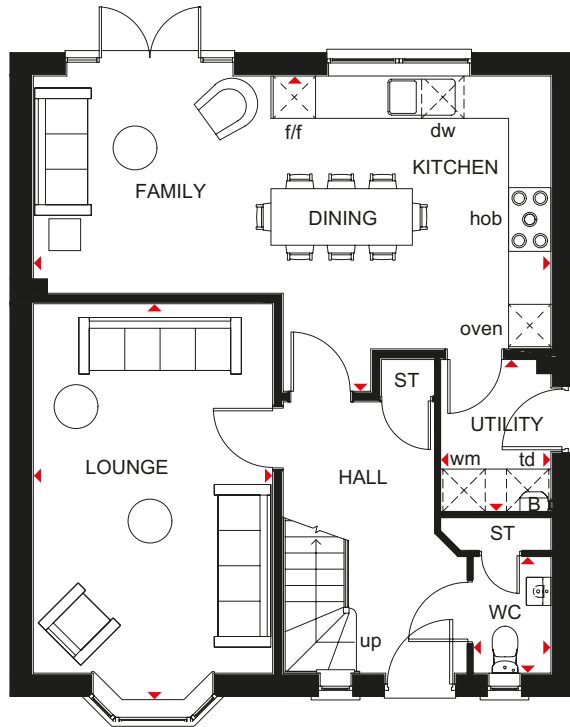 f/f
dw
KITCHEN
FAMILY
DINING
hob
oven
ST
UTILITY
wm
td
LOUNGE
HALL
B
ST
WC
up